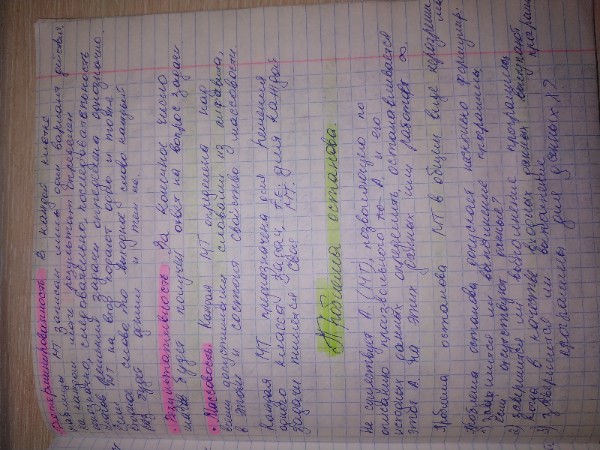 Детерминированность. В каждой клетке
таблицы МТ записан лишь один вариант действия.
на каждом шаге результат определен
однозначно, следовательно, последовательность
шагов решения задачи определена однозначно.
Если МТ на вход подают одно и тоже
входное слово, то выходное слово каждый
раз будет одним и тем же.
• Результативность. За конечное число
шагов будет получен ответ на вопрос задачи
• Массовость. Каждая МТ определена над
всеми допустимыми словами из алфавита,
в этом и состоит свойство массовости.
Каждая МТ предназначена для решения
одного класса задач, т.е. для каждой
задачи пишется своя МТ.
Проблема останова.
Не существует А. (МТ), позволяющего по
описанию произвольного А. и его
исходных данных определить, останавливается
этот А. на этих данных или работает ∞.
Проблема останова МТ в общем виде неразреши
ма
Проблема останова допускает несколько формулир.
1) завершится ли выполнение программы
если отсутствуют данные?
2) завершится ли выполнение программы
когда в качестве входных данных выступают
3) завершится ли выполнение
программы для данных x?